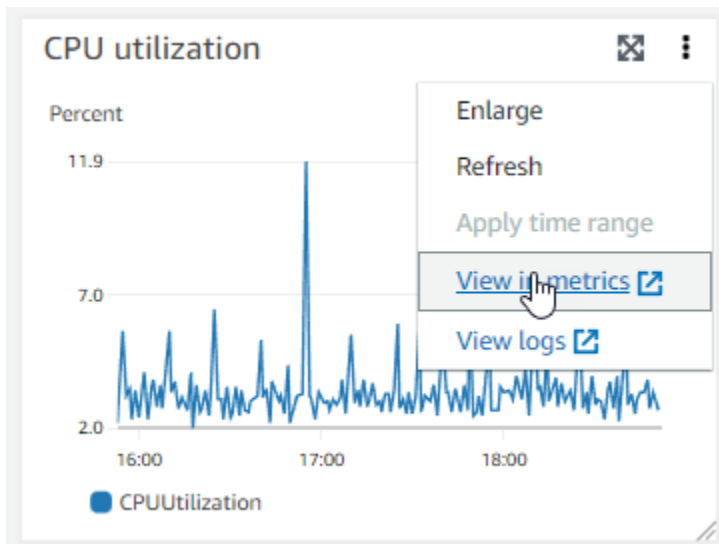 CPU utilization
Percent
11.9
7.0
2.0
16:00 17:00 18:00
CPUUtilization
Enlarge
Refresh
Apply time range
View in metrics
View logs